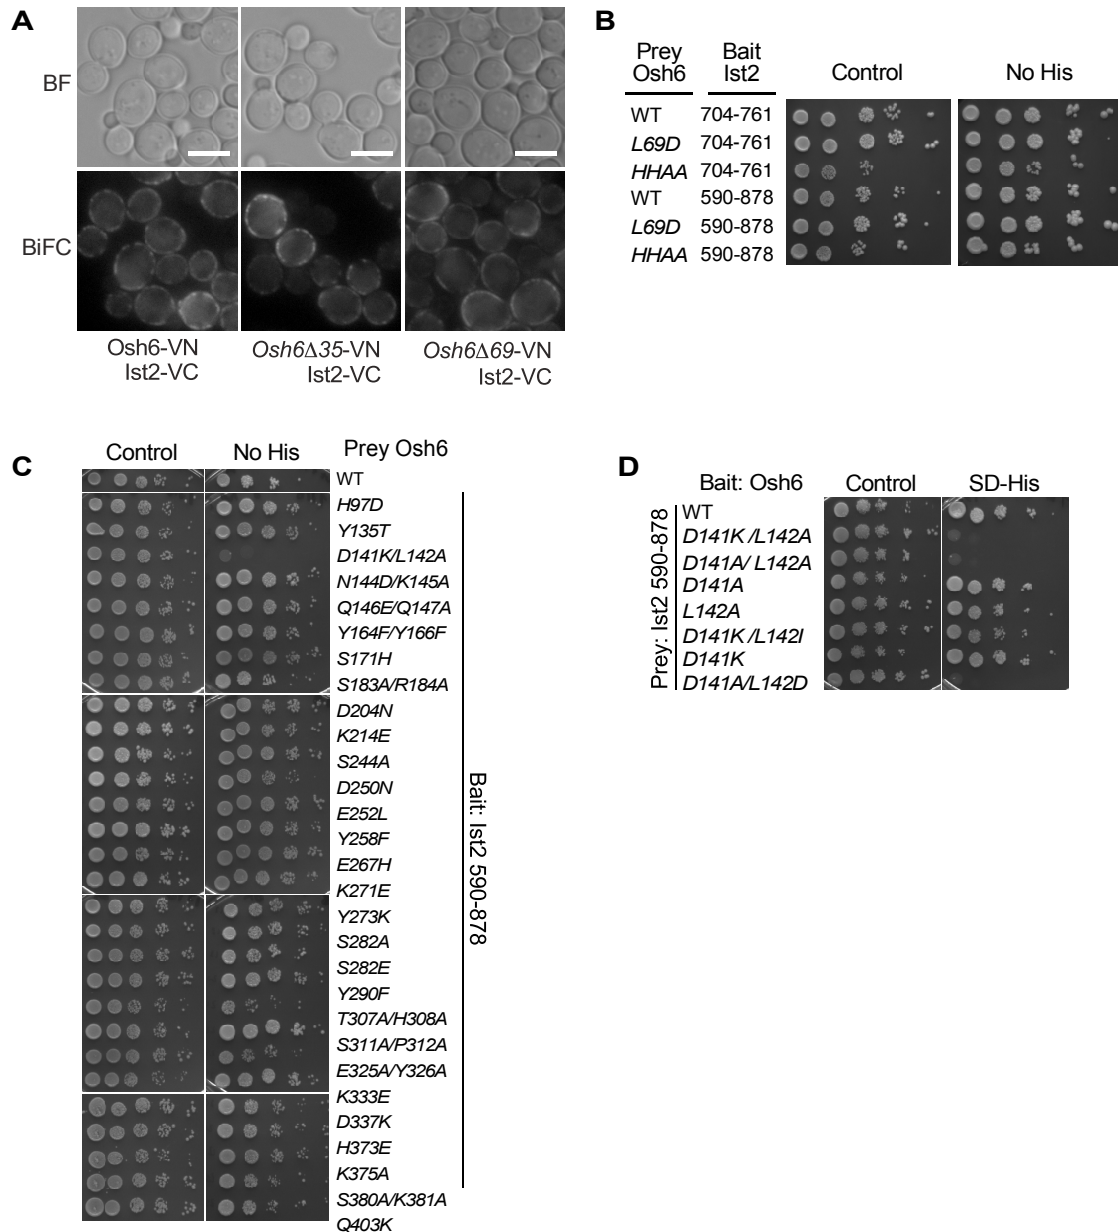 A
BF
BiFC
Osh6-VN
Ist2-VC
Osh6Δ35-VN
Ist2-VC
Osh6Δ69-VN
Ist2-VC
B
Prey
Osh6
Bait
Ist2
Control
No His
WT 704-761
L69D 704-761
HHAA 704-761
WT 590-878
L69D 590-878
HHAA 590-878
C
Control
No His
Prey Osh6
WT
H97D
Y135T
D141K/L142A
N144D/K145A
Q146E/Q147A
Y164F/Y166F
S171H
S183A/R184A
D204N
K214E
S244A
D250N
E252L
Y258F
E267H
K271E
Y273K
S282A
S282E
Y290F
T307A/H308A
S311A/P312A
E325A/Y326A
K333E
D337K
H373E
K375A
S380A/K381A
Q403K
Bait: Ist2 590-878
D
Bait: Osh6
Control
SD-His
Prey: Ist2 590-878
WT
D141K /L142A
D141A/ L142A
D141A
L142A
D141K /L142I
D141K
D141A/L142D